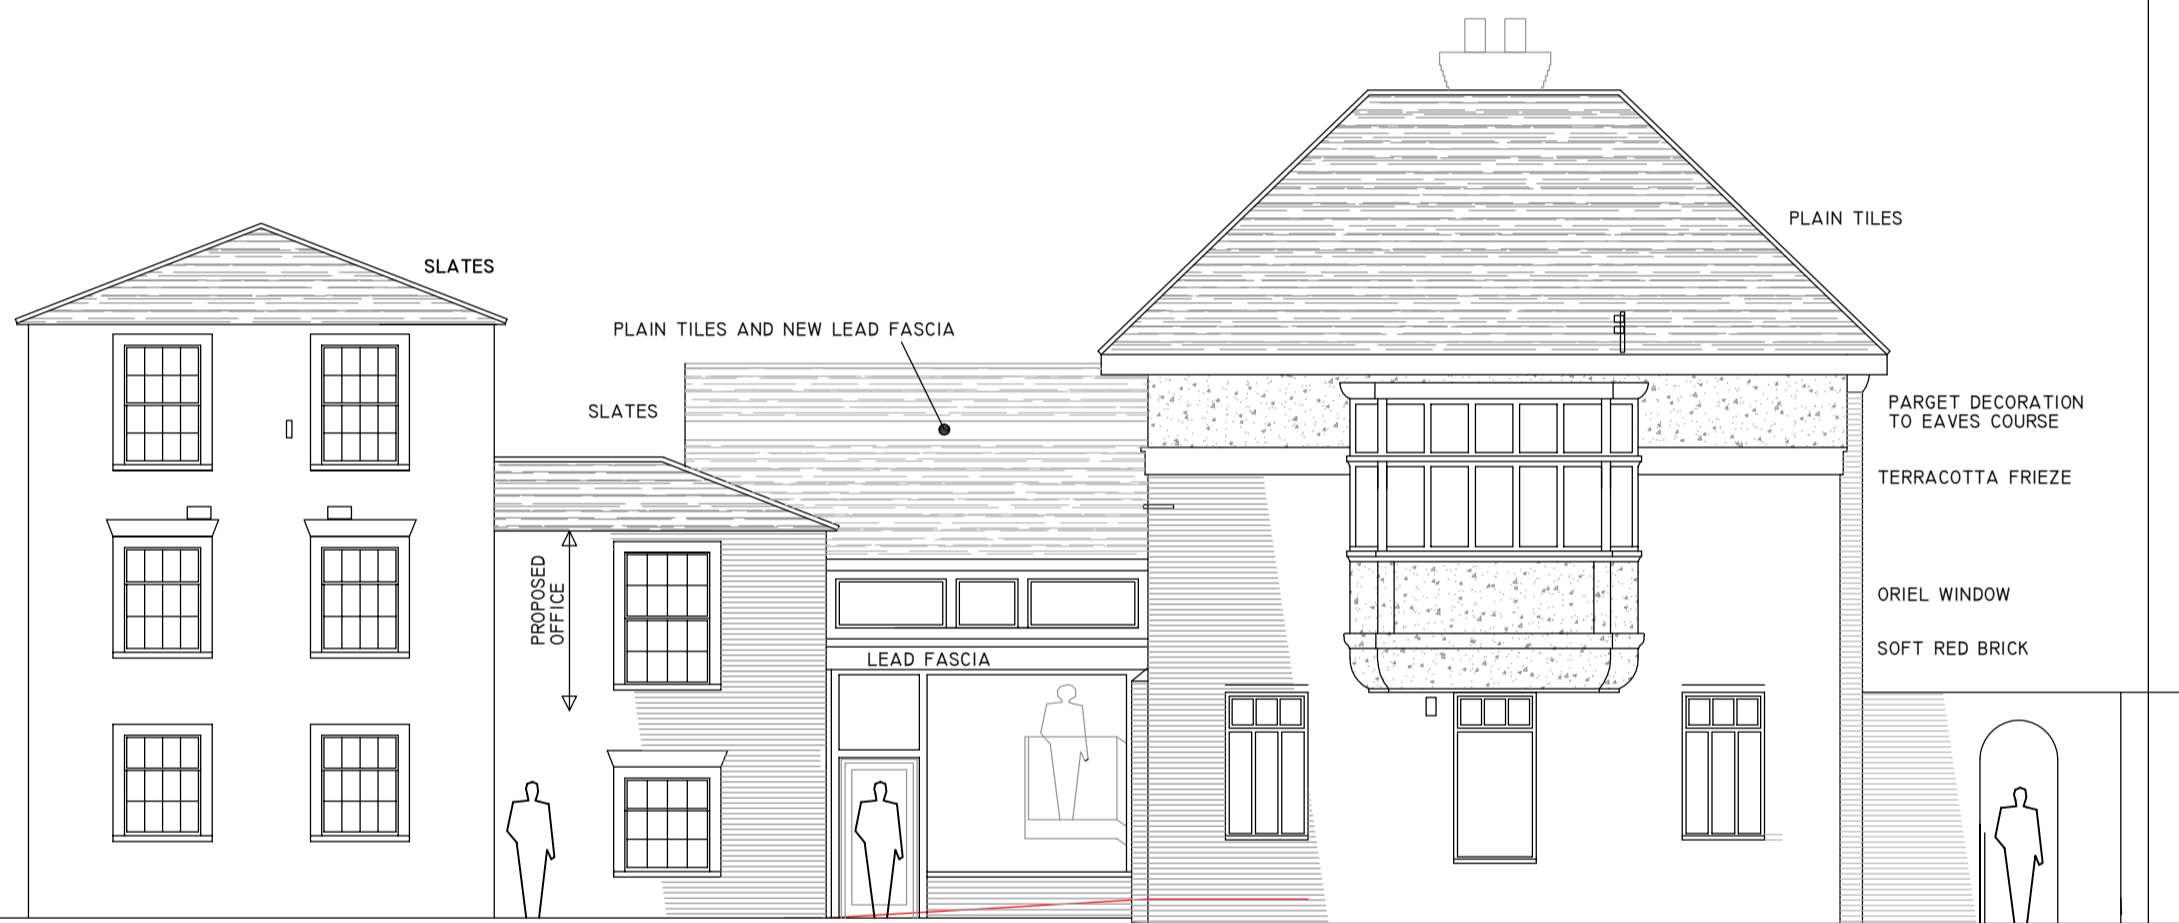 SLATES
PLAIN TILES AND NEW LEAD FASCIA
SLATES
PROPOSED
OFFICE
LEAD FASCIA
PLAIN TILES
PARGET DECORATION
TO EAVES COURSE
TERRACOTTA FRIEZE
ORIEL WINDOW
SOFT RED BRICK